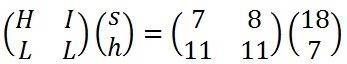 (H I
L L)(s
h) = (7 8
11 11)(18
7)